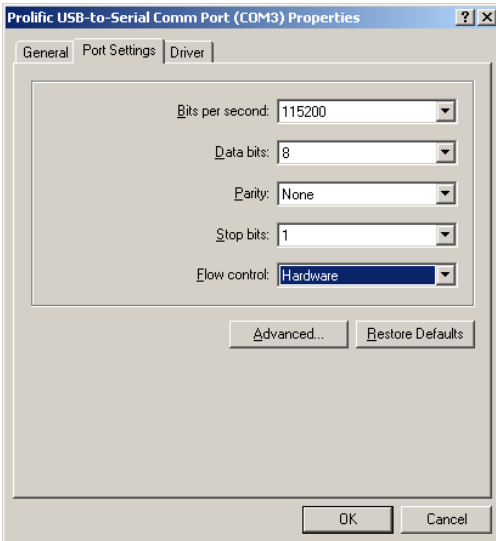 Prolific USB-to-Serial Comm Port (COM3) Properties
General Port Settings Driver
Bits per second: 115200
Data bits: 8
Parity: None
Stop bits: 1
Flow control: Hardware
Advanced... Restore Defaults
OK Cancel